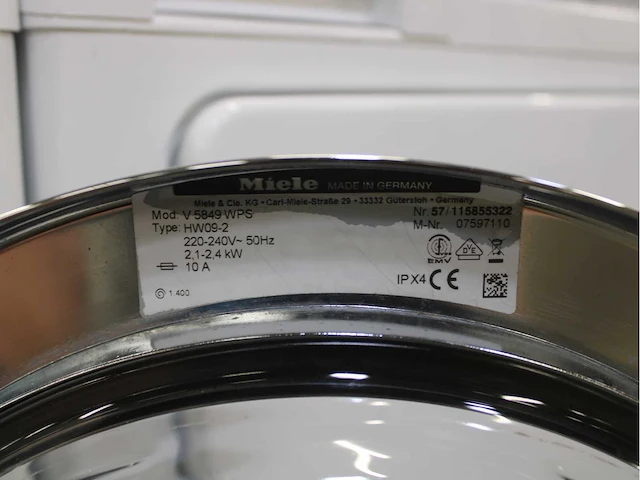 Miele MADE IN GERMANY
Miele & Cie. KG • Carl-Miele-Straße 29 • 33332 Gütersloh • Germany
Mod: V 5849 WPS Nr. 57/115855322
Type: HW09-2 M-Nr. 07597110
220-240V~ 50Hz
2,1-2,4 kW
10 A
EMV VDE
IPX4 CE
1.400